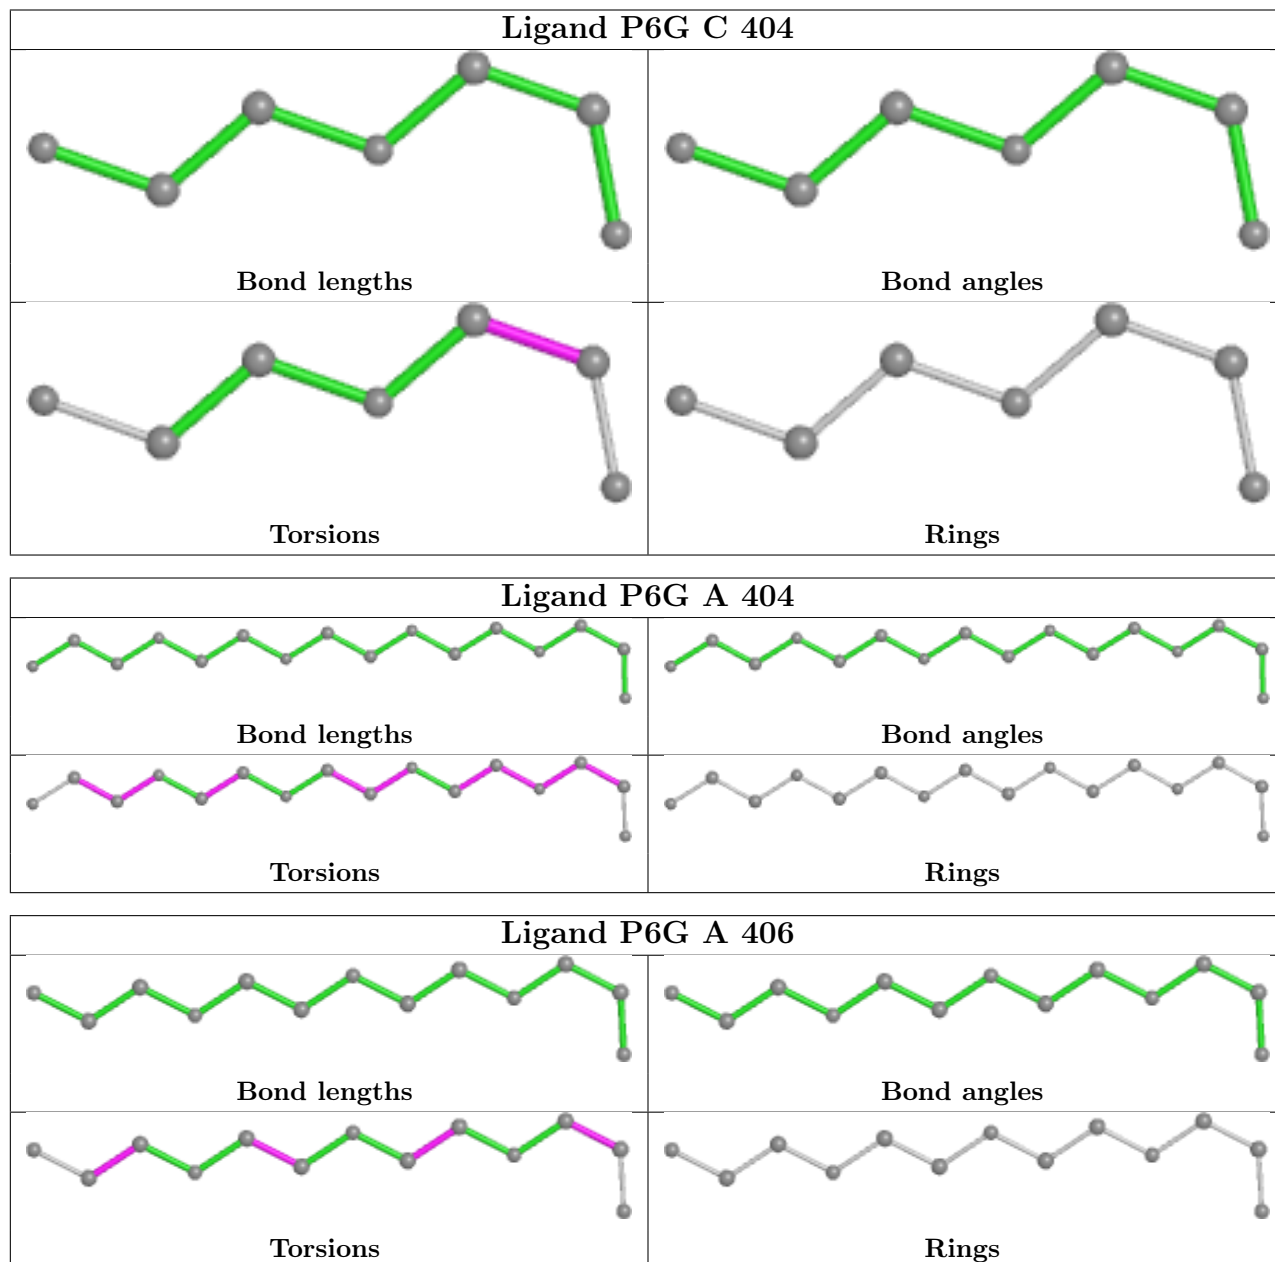 Ligand P6G C 404
Bond lengths
Bond angles
Torsions
Rings
Ligand P6G A 404
Bond lengths
Bond angles
Torsions
Rings
Ligand P6G A 406
Bond lengths
Bond angles
Torsions
Rings